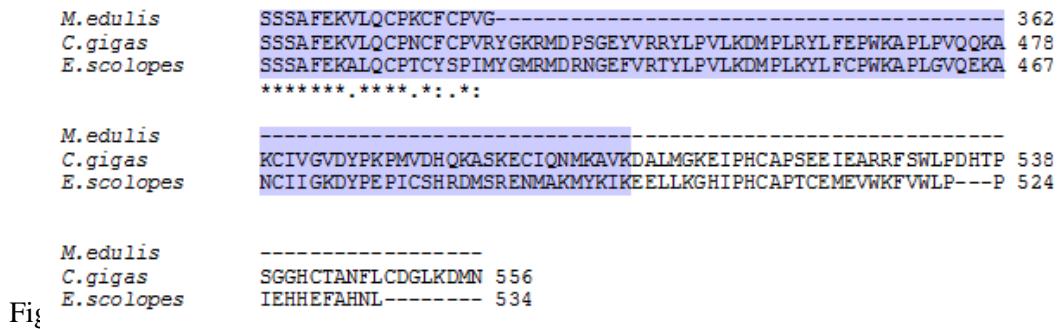 M.edulis SSSAFEKVLQCPKCFCPVG----------------------------------------- 362
C.gigas SSSAFEKVLQCPNCFCPVRYGKRMDPSGEYVRRYLPVLKDMPLRYLFEPWKAPLPVQQKA 478
E.scolopes SSSAFEKALQCPTCYSPIMYGMRMDRNGEFVRTYLPVLKDMPLKYLFCPWKAPLGVQEKA 467
*******.****.*:.*:
M.edulis ------------------------------------------------------------
C.gigas KCIVGVDYPKPMVDHQKASKECIQNMKAVKDALMGKEIPHCAPSEEIEARRFSWLPDHTP 538
E.scolopes NCIIGKDYPEPICSHRDMSRENMAKMYKIKEELLKGHIPHCAPTCEMEVWKFVWLP---P 524
M.edulis ------------------
C.gigas SGGHCTANFLCDGLKDMN 556
E.scolopes IEHHEFAHNL-------- 534